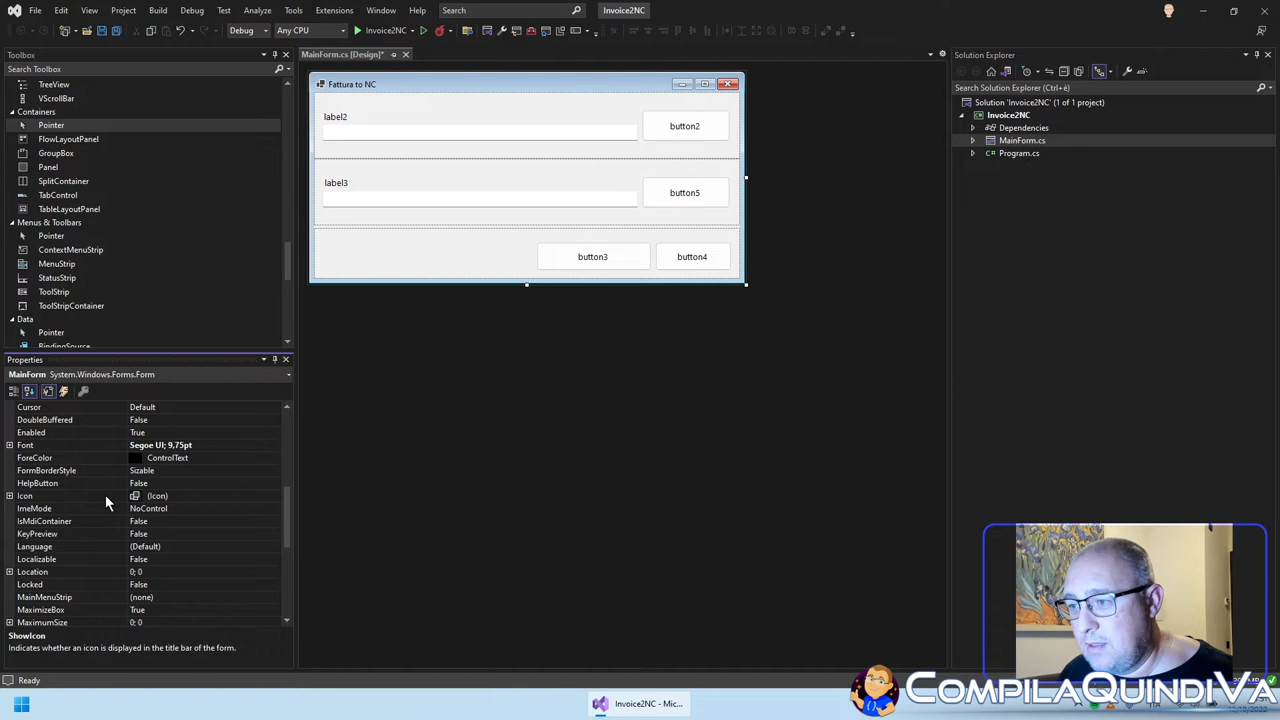 File Edit View Git Project Build Debug Test Analyze Tools Extensions Window Help Search Invoice2NC
Debug Any CPU Invoice2NC
Toolbox
Search Toolbox
TreeView
VScrollBar
Containers
Pointer
FlowLayoutPanel
GroupBox
Panel
SplitContainer
TabControl
TableLayoutPanel
Menus & Toolbars
Pointer
ContextMenuStrip
MenuStrip
StatusStrip
ToolStrip
ToolStripContainer
Data
Pointer
BindingSource
Properties
MainForm System.Windows.Forms.Form
Cursor Default
DoubleBuffered False
Enabled True
Font Segoe UI; 9,75pt
ForeColor ControlText
FormBorderStyle Sizable
HelpButton False
Icon (Icon)
ImeMode NoControl
IsMdiContainer False
KeyPreview False
Language (Default)
Localizable False
Location 0; 0
Locked False
MainMenuStrip (none)
MaximizeBox True
MaximumSize 0; 0
ShowIcon
Indicates whether an icon is displayed in the title bar of the form.
MainForm.cs [Design]*
Fattura to NC
label2
button2
label3
button5
button3 button4
Solution Explorer
Search Solution Explorer (Ctrl+è)
Solution 'Invoice2NC' (1 of 1 project)
Invoice2NC
Dependencies
MainForm.cs
Program.cs
Ready
Invoice2NC - Mic...
COMPILAQUINDIVA